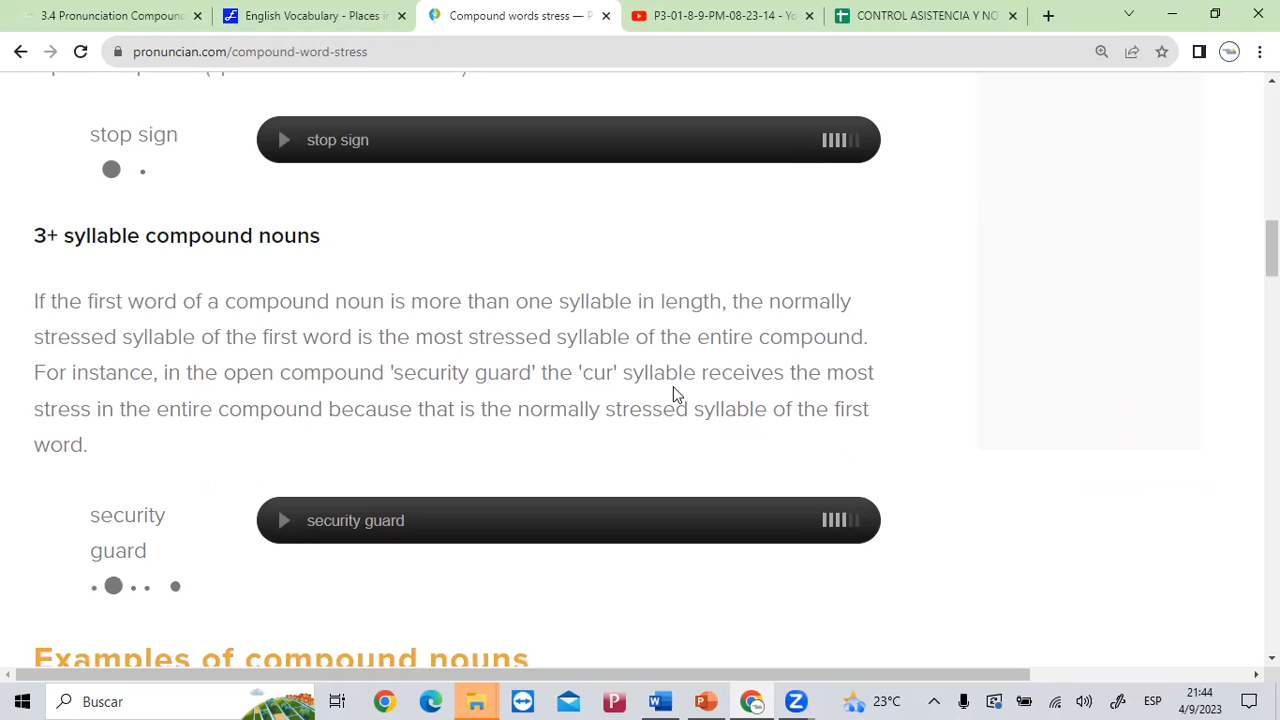 3.4 Pronunciation Compound
English Vocabulary - Places in
Compound words stress — P
P3-01-8-9-PM-08-23-14 - Yo
CONTROL ASISTENCIA Y NO
pronuncian.com/compound-word-stress
stop sign
stop sign
3+ syllable compound nouns
If the first word of a compound noun is more than one syllable in length, the normally
stressed syllable of the first word is the most stressed syllable of the entire compound.
For instance, in the open compound 'security guard' the 'cur' syllable receives the most
stress in the entire compound because that is the normally stressed syllable of the first
word.
security
guard
security guard
Examples of compound nouns
Buscar
23°C
ESP
21:44
4/9/2023